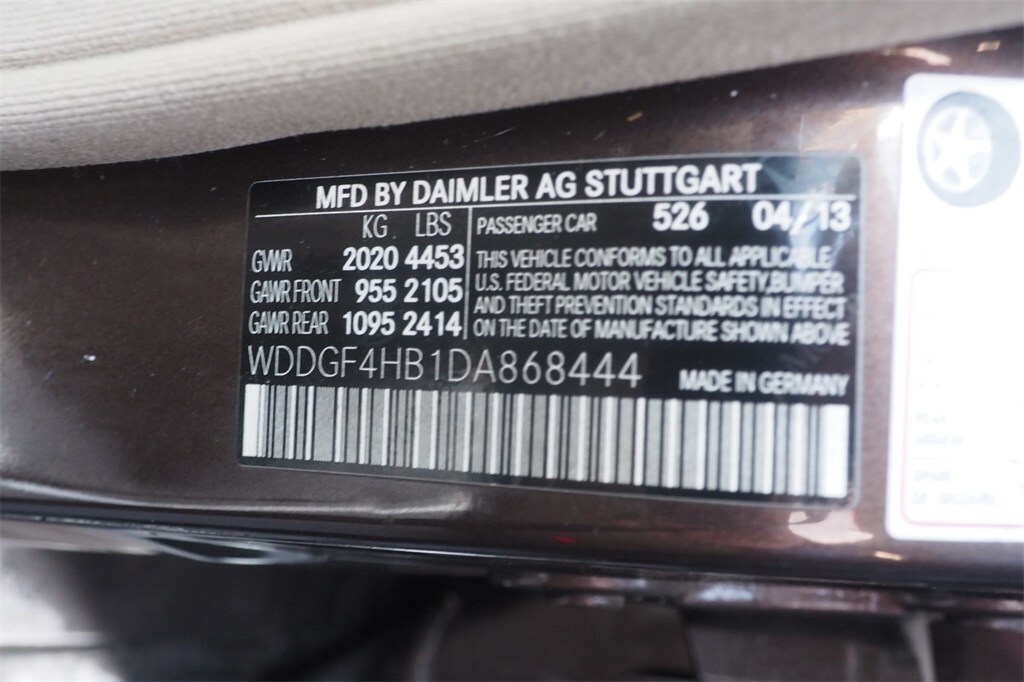 MFD BY DAIMLER AG STUTTGART
KG LBS
GVWR 2020 4453
GAWR FRONT 955 2105
GAWR REAR 1095 2414
PASSENGER CAR 526 04/13
THIS VEHICLE CONFORMS TO ALL APPLICABLE
U.S. FEDERAL MOTOR VEHICLE SAFETY,BUMPER
AND THEFT PREVENTION STANDARDS IN EFFECT
ON THE DATE OF MANUFACTURE SHOWN ABOVE
WDDGF4HB1DA868444
MADE IN GERMANY